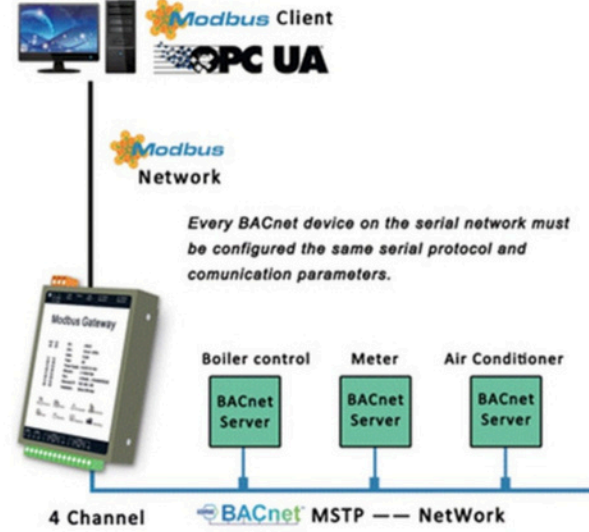 Modbus Client
OPC UA
Modbus
Network
Every BACnet device on the serial network must
be configured the same serial protocol and
comunication parameters.
Modbus Gateway
Boiler control
Meter
Air Conditioner
BACnet
Server
BACnet
Server
BACnet
Server
4 Channel
BACnet MSTP —— NetWork